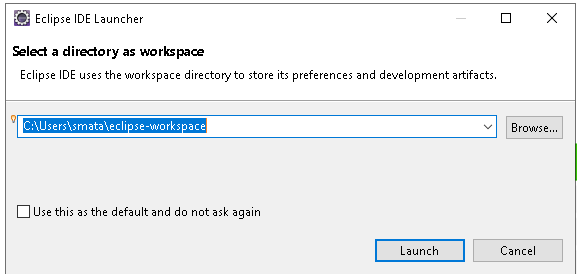 Eclipse IDE Launcher
Select a directory as workspace
Eclipse IDE uses the workspace directory to store its preferences and development artifacts.
C:\Users\smata\eclipse-workspace
Browse...
Use this as the default and do not ask again
Launch
Cancel